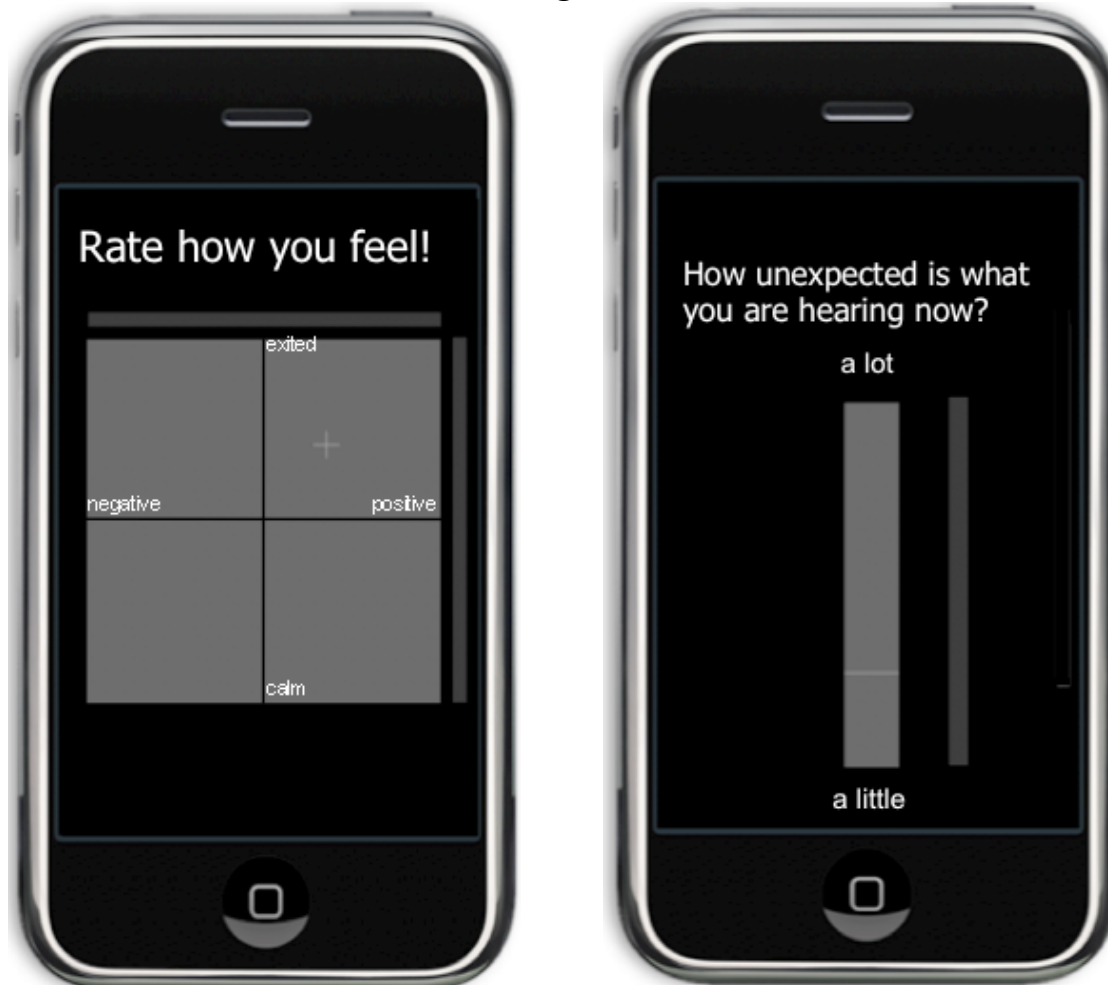 Rate how you feel!
exited
negative
positive
calm
How unexpected is what
you are hearing now?
a lot
a little